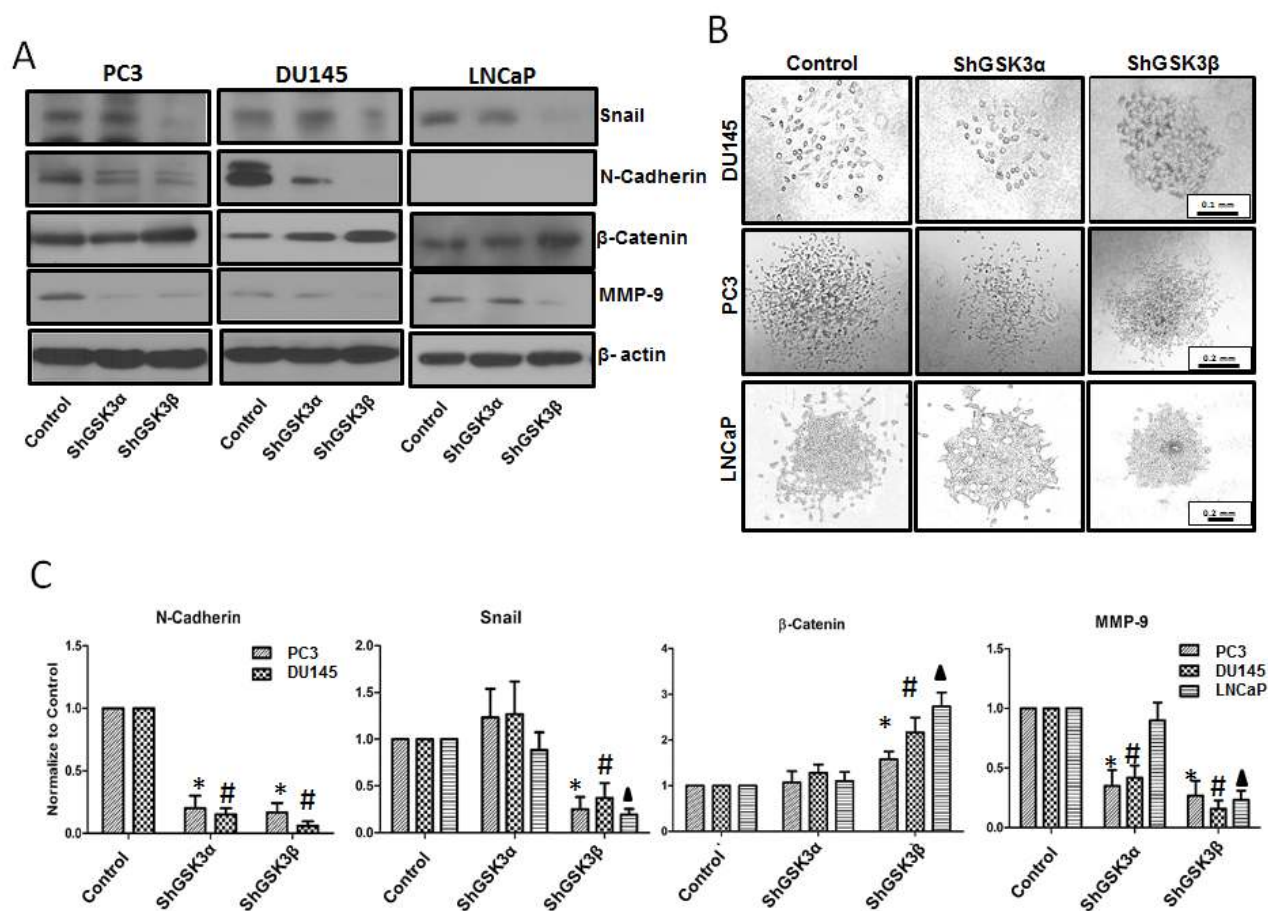 A
PC3 DU145 LNCaP
Snail
N-Cadherin
β-Catenin
MMP-9
β- actin
Control ShGSK3α ShGSK3β Control ShGSK3α ShGSK3β Control ShGSK3α ShGSK3β
B
Control ShGSK3α ShGSK3β
DU145
0.1 mm
PC3
0.2 mm
LNCaP
0.2 mm
C
N-Cadherin
Normalize to Control
1.5
1.0
0.5
0.0
PC3
DU145
* # * #
Control ShGSK3α ShGSK3β
Snail
2.0
1.5
1.0
0.5
0.0
* # ▲
Control ShGSK3α ShGSK3β
β-Catenin
4
3
2
1
0
* # ▲
Control ShGSK3α ShGSK3β
MMP-9
1.5
1.0
0.5
0.0
PC3
DU145
LNCaP
* # * # ▲
Control ShGSK3α ShGSK3β